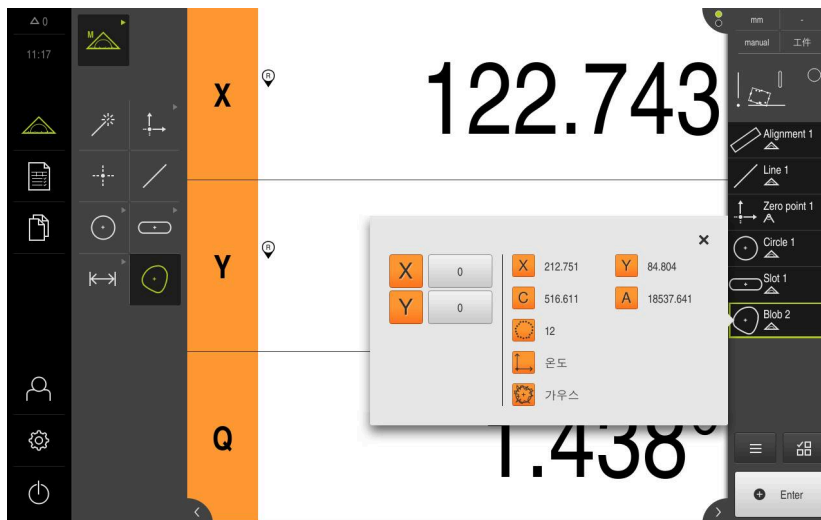 0
11:17
M
X
R
122.743
mm
-
manual
工件
Alignment 1
Line 1
Zero point 1
Circle 1
Slot 1
Blob 2
Y
R
X 0
Y 0
X 212.751 Y 84.804
C 516.611 A 18537.641
12
온도
가우스
Q
1.438°
Enter